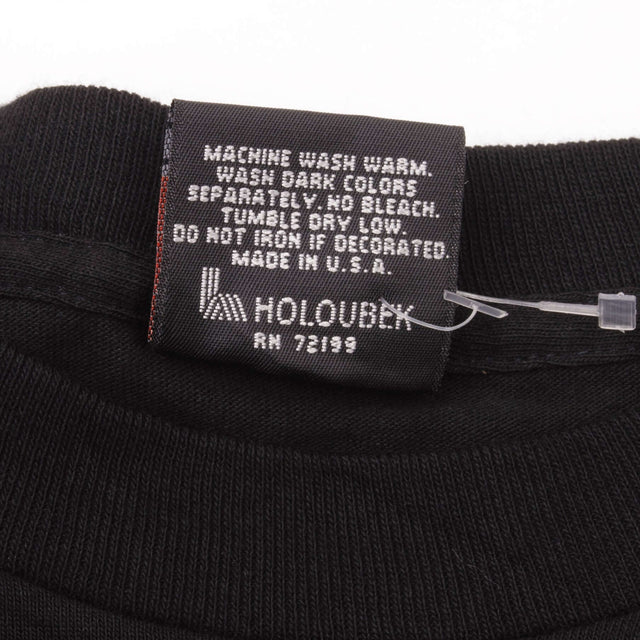 MACHINE WASH WARM.
WASH DARK COLORS
SEPARATELY. NO BLEACH.
TUMBLE DRY LOW.
DO NOT IRON IF DECORATED.
MADE IN U.S.A.
HOLOUBEK
RN 72199